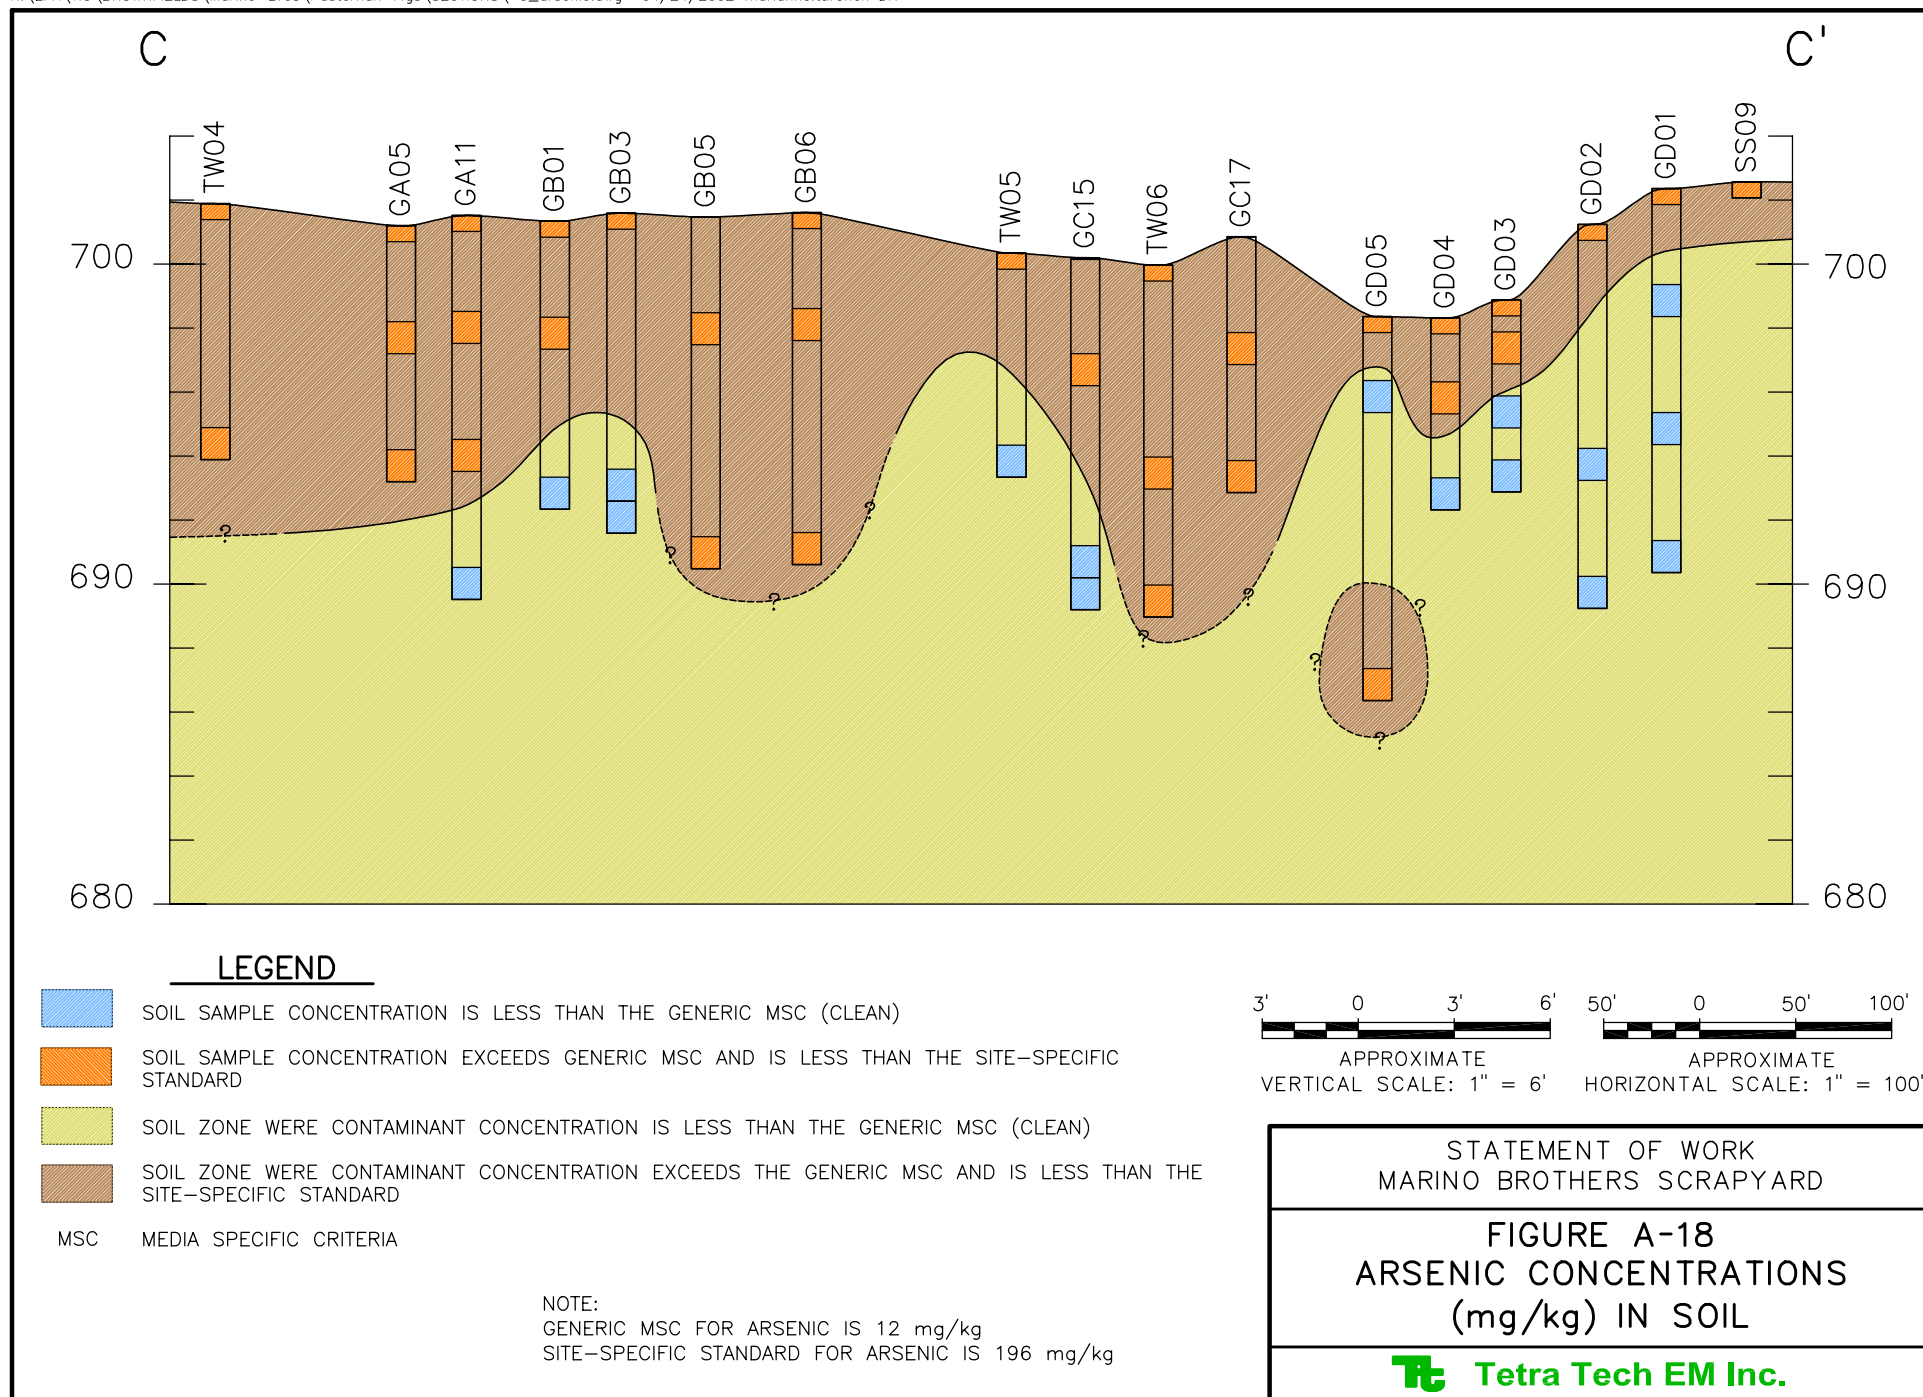 C
C'
TW04
GA05
GA11
GB01
GB03
GB05
GB06
TW05
GC15
TW06
GC17
GD05
GD04
GD03
GD02
GD01
SS09
700
700
690
690
680
680
?
?
?
?
?
?
?
?
?
LEGEND
SOIL SAMPLE CONCENTRATION IS LESS THAN THE GENERIC MSC (CLEAN)
SOIL SAMPLE CONCENTRATION EXCEEDS GENERIC MSC AND IS LESS THAN THE SITE-SPECIFIC
STANDARD
SOIL ZONE WERE CONTAMINANT CONCENTRATION IS LESS THAN THE GENERIC MSC (CLEAN)
SOIL ZONE WERE CONTAMINANT CONCENTRATION EXCEEDS THE GENERIC MSC AND IS LESS THAN THE
SITE-SPECIFIC STANDARD
MSC MEDIA SPECIFIC CRITERIA
NOTE:
GENERIC MSC FOR ARSENIC IS 12 mg/kg
SITE-SPECIFIC STANDARD FOR ARSENIC IS 196 mg/kg
3' 0 3' 6'
APPROXIMATE
VERTICAL SCALE: 1" = 6'
50' 0 50' 100'
APPROXIMATE
HORIZONTAL SCALE: 1" = 100'
STATEMENT OF WORK
MARINO BROTHERS SCRAPYARD
FIGURE A-18
ARSENIC CONCENTRATIONS
(mg/kg) IN SOIL
Tetra Tech EM Inc.